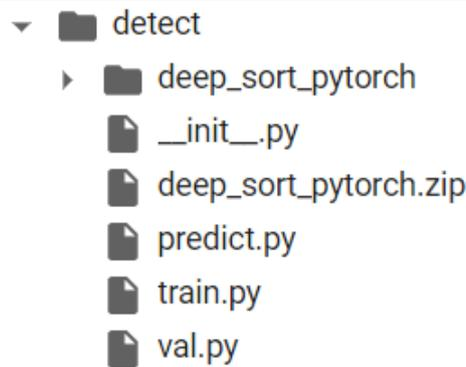 detect
deep_sort_pytorch
__init__.py
deep_sort_pytorch.zip
predict.py
train.py
val.py